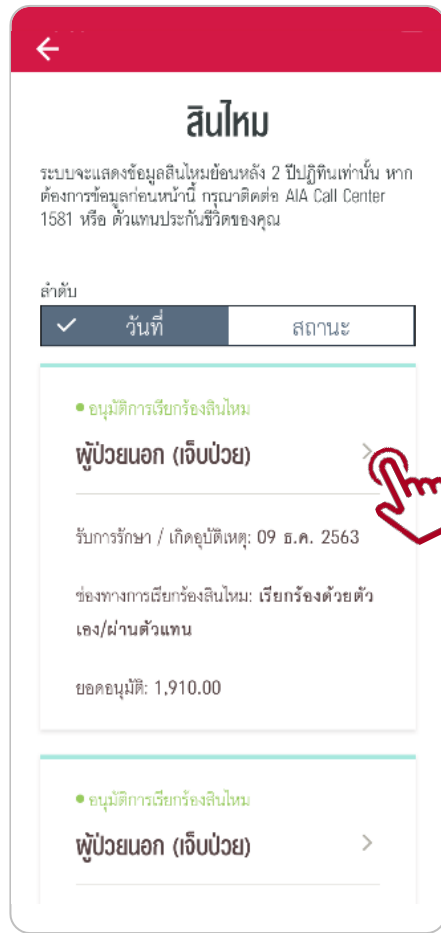 สินไหม
ระบบจะแสดงข้อมูลสินไหมย้อนหลัง 2 ปีปฏิทินเท่านั้น หาก
ต้องการข้อมูลก่อนหน้านี้ กรุณาติดต่อ AIA Call Center
1581 หรือ ตัวแทนประกันชีวิตของคุณ
ลำดับ
วันที่ สถานะ
อนุมัติการเรียกร้องสินไหม
ผู้ป่วยนอก (เจ็บป่วย)
รับการรักษา / เกิดอุบัติเหตุ: 09 ธ.ค. 2563
ช่องทางการเรียกร้องสินไหม: เรียกร้องด้วยตัว
เอง/ผ่านตัวแทน
ยอดอนุมัติ: 1,910.00
อนุมัติการเรียกร้องสินไหม
ผู้ป่วยนอก (เจ็บป่วย)